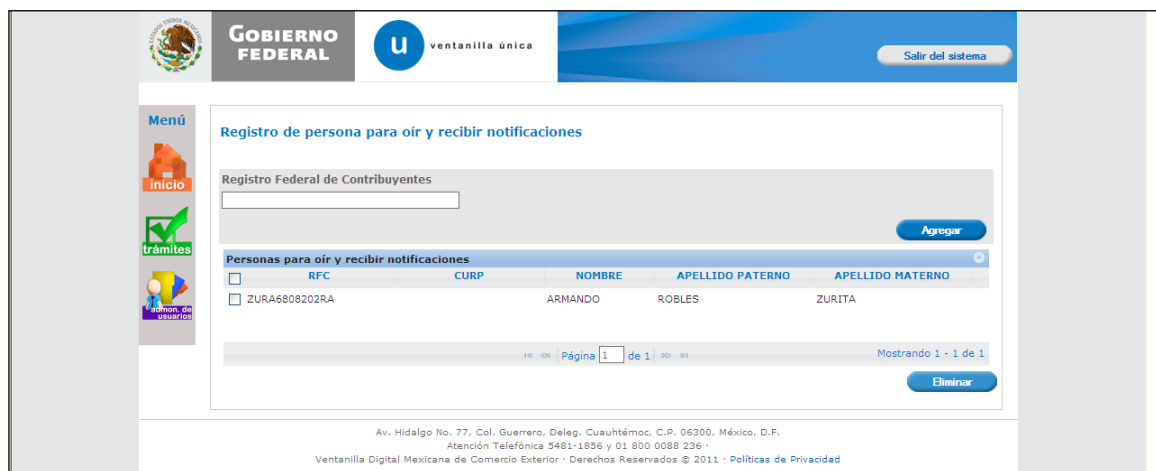 GOBIERNO
FEDERAL
u ventanilla única
Salir del sistema
Menú
inicio
trámites
admon. de
usuarios
Registro de persona para oír y recibir notificaciones
Registro Federal de Contribuyentes
Agregar
Personas para oír y recibir notificaciones
RFC CURP NOMBRE APELLIDO PATERNO APELLIDO MATERNO
ZURA6808202RA ARMANDO ROBLES ZURITA
Página 1 de 1 Mostrando 1 - 1 de 1
Eliminar
Av. Hidalgo No. 77, Col. Guerrero, Deleg. Cuauhtémoc, C.P. 06300, México, D.F.
Atención Telefónica 5481-1856 y 01 800 0088 236 ·
Ventanilla Digital Mexicana de Comercio Exterior · Derechos Reservados © 2011 · Políticas de Privacidad